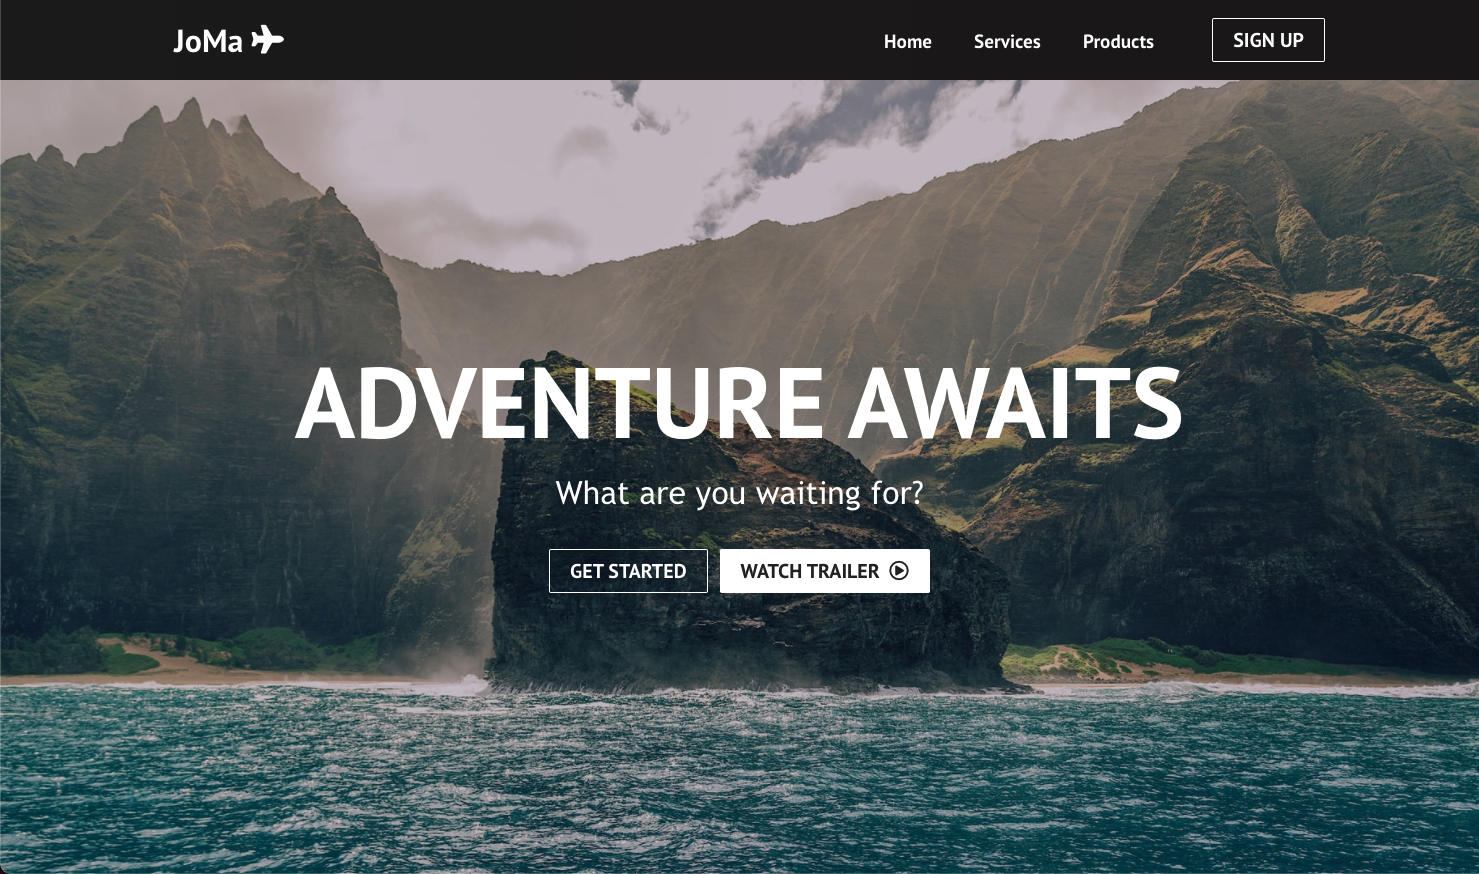 JoMa
Home Services Products SIGN UP
ADVENTURE AWAITS
What are you waiting for?
GET STARTED WATCH TRAILER